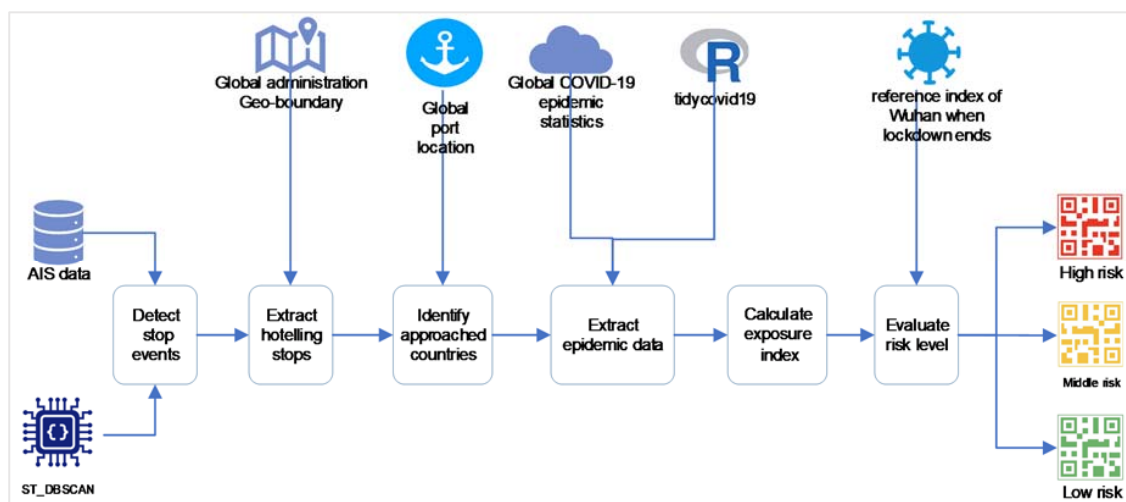 Global administration
Geo-boundary
Global
port
location
Global COVID-19
epidemic
statistics
R
tidycovid19
reference index of
Wuhan when
lockdown ends
AIS data
Detect
stop
events
Extract
hotelling
stops
Identify
approached
countries
Extract
epidemic data
Calculate
exposure
index
Evaluate
risk level
High risk
Middle risk
Low risk
{}
ST_DBSCAN